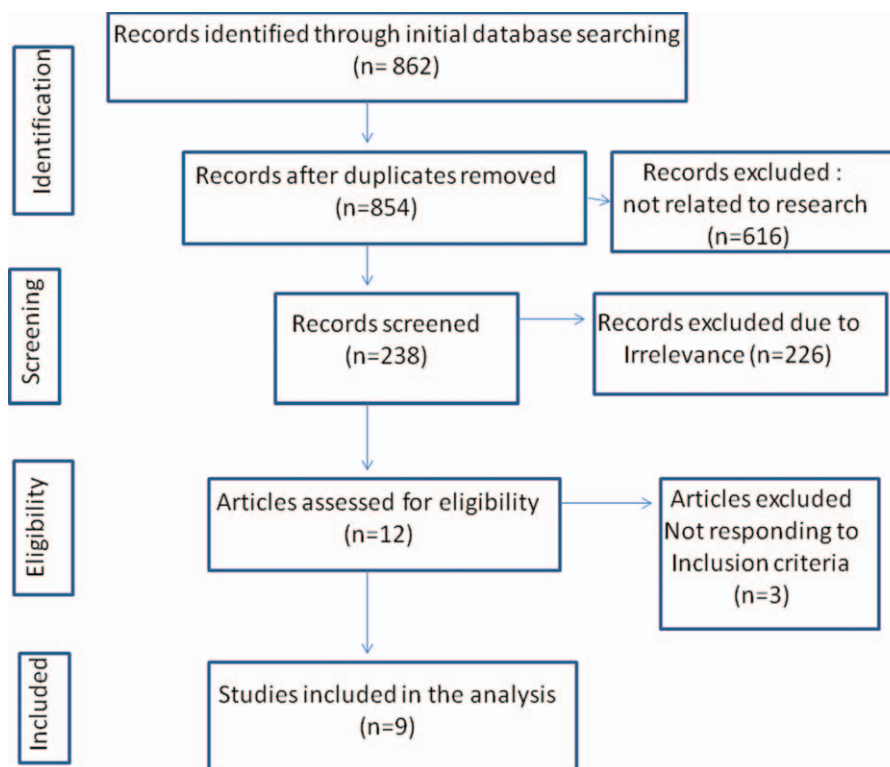 Records identified through initial database searching
(n= 862)
Identification
Records after duplicates removed
(n=854)
Records excluded :
not related to research
(n=616)
Screening
Records screened
(n=238)
Records excluded due to
Irrelevance (n=226)
Eligibility
Articles assessed for eligibility
(n=12)
Articles excluded
Not responding to
Inclusion criteria
(n=3)
Included
Studies included in the analysis
(n=9)